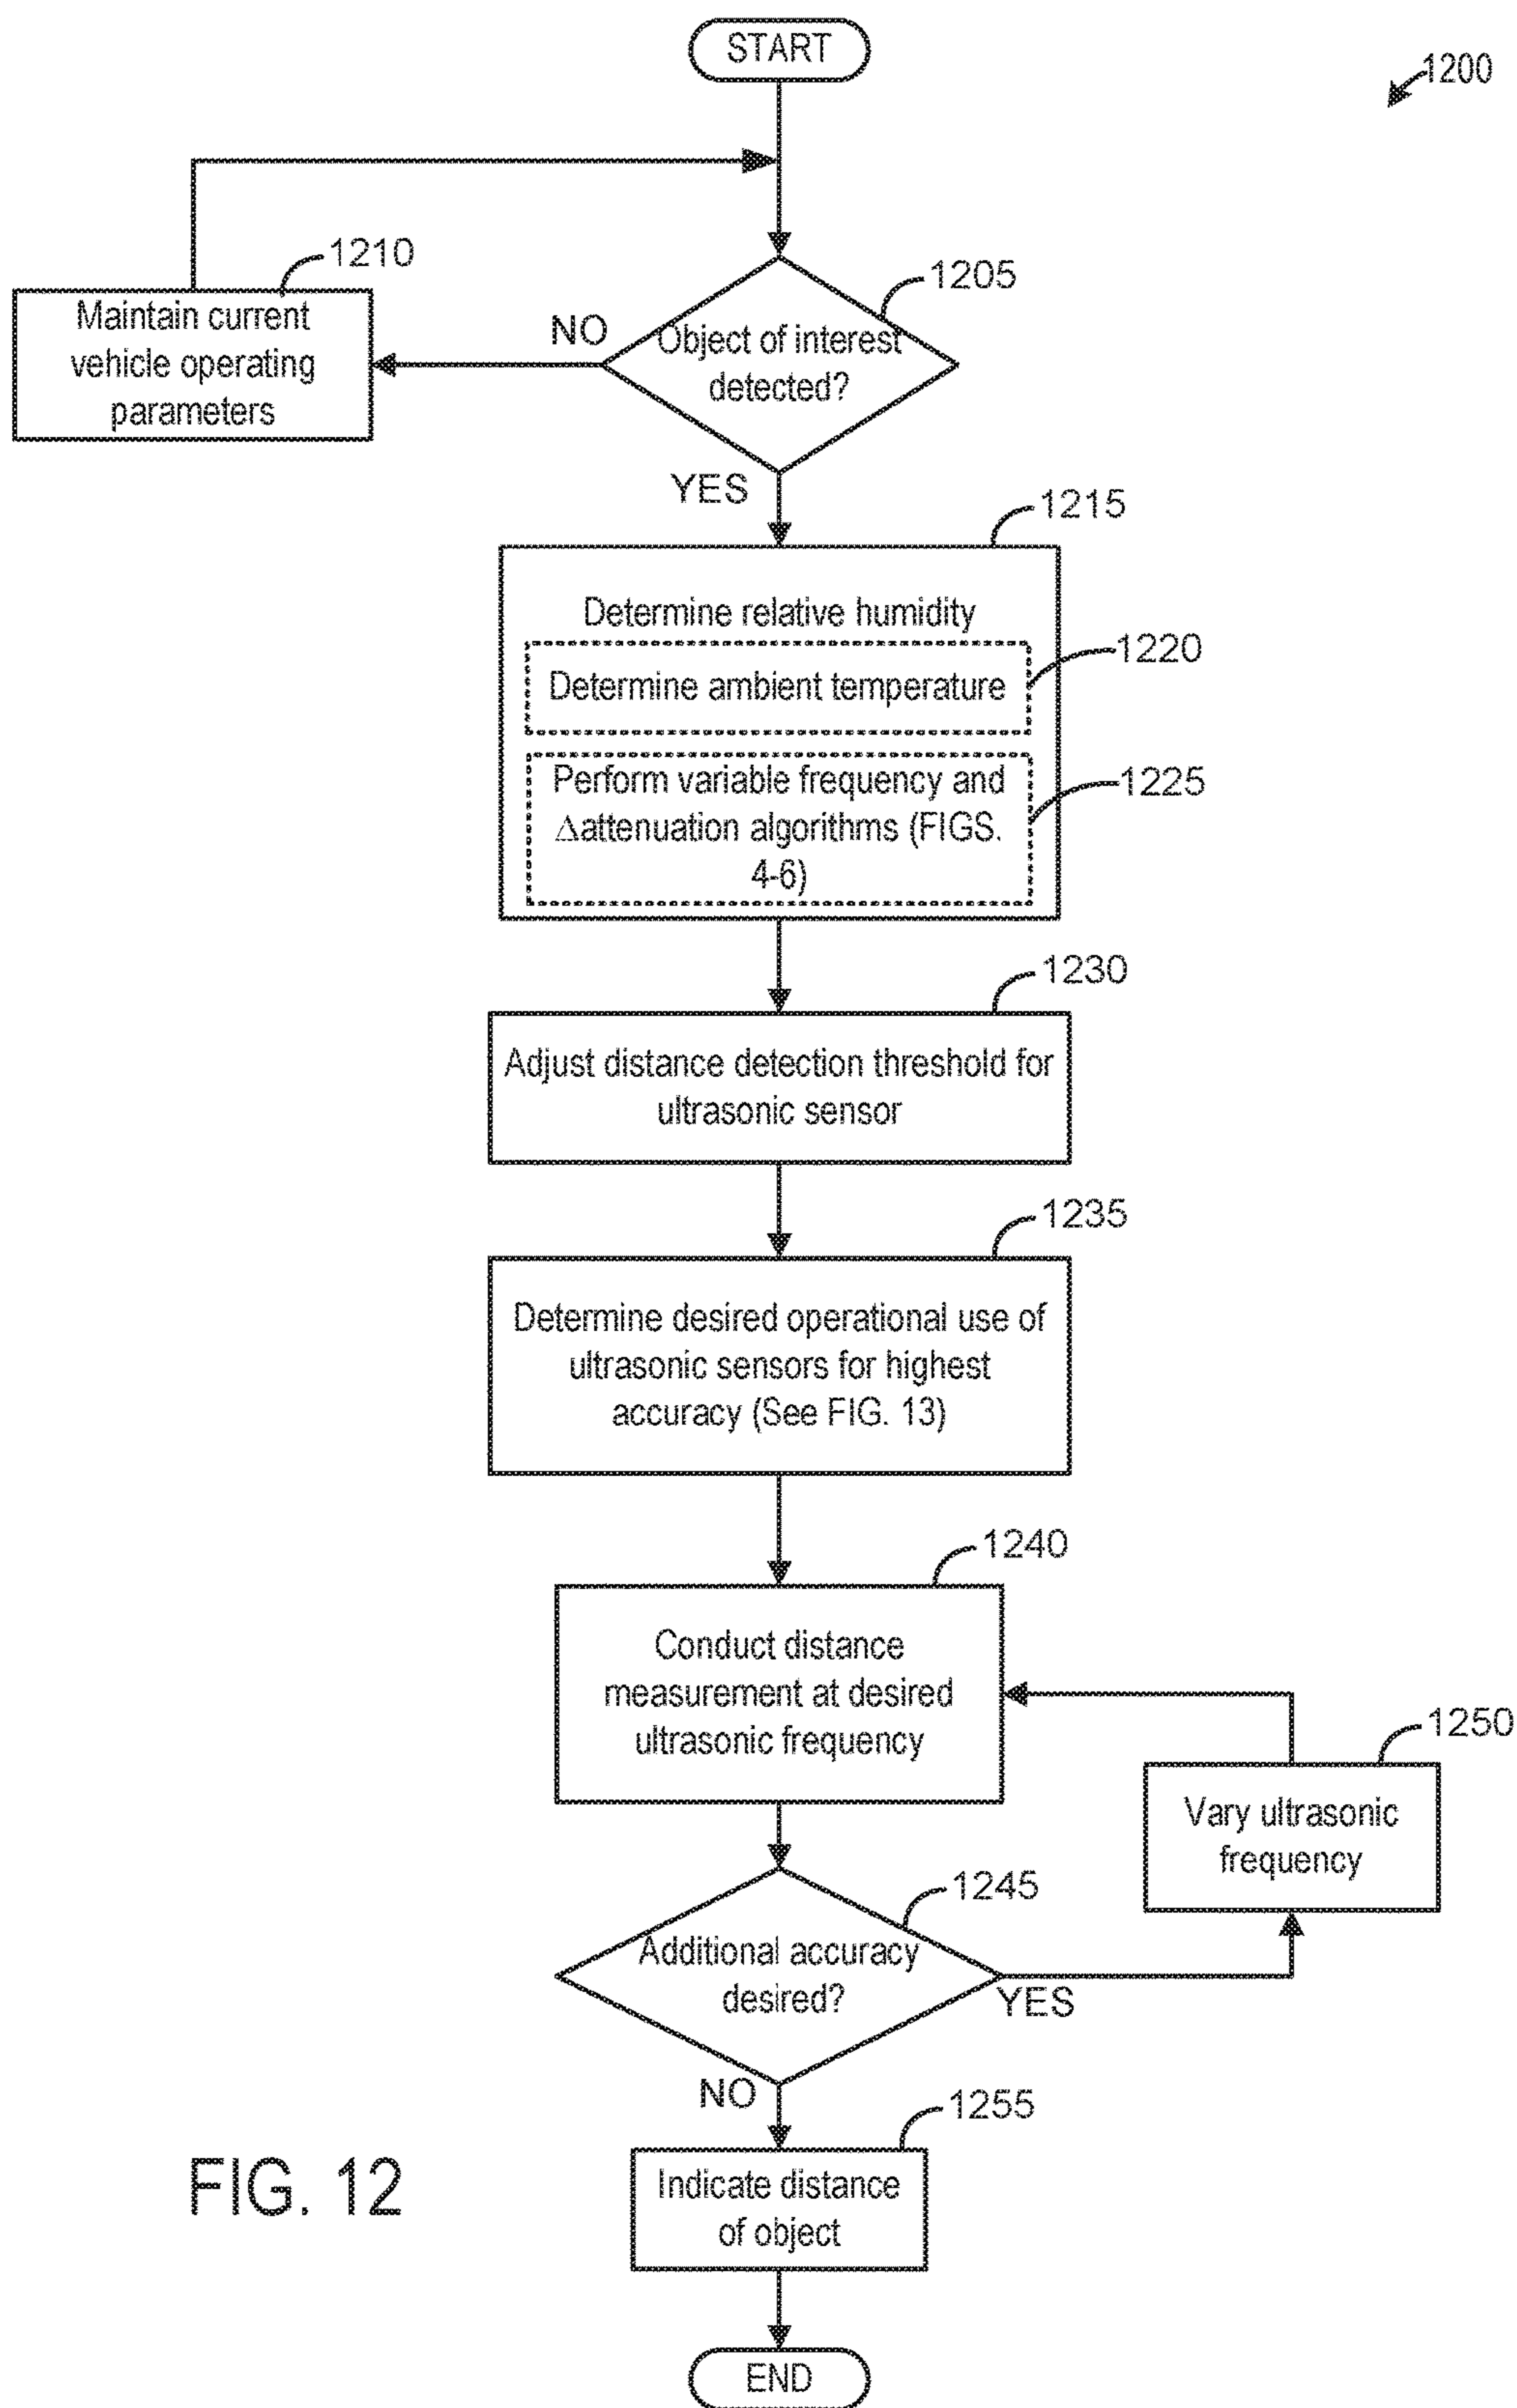 START
1200
1210
Maintain current
vehicle operating
parameters
NO
1205
Object of interest
detected?
YES
1215
Determine relative humidity
1220
Determine ambient temperature
1225
Perform variable frequency and
Δattenuation algorithms (FIGS.
4-6)
1230
Adjust distance detection threshold for
ultrasonic sensor
1235
Determine desired operational use of
ultrasonic sensors for highest
accuracy (See FIG. 13)
1240
Conduct distance
measurement at desired
ultrasonic frequency
1250
Vary ultrasonic
frequency
1245
Additional accuracy
desired?
YES
NO
1255
Indicate distance
of object
FIG. 12
END